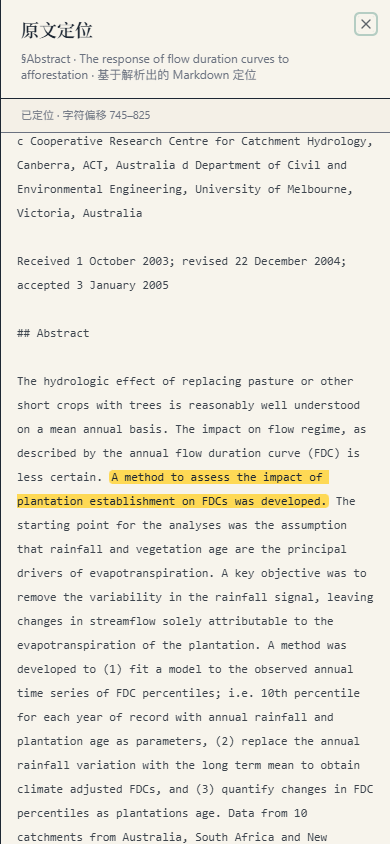 原文定位
§Abstract · The response of flow duration curves to
afforestation · 基于解析出的 Markdown 定位
已定位 · 字符偏移 745–825
c Cooperative Research Centre for Catchment Hydrology,
Canberra, ACT, Australia d Department of Civil and
Environmental Engineering, University of Melbourne,
Victoria, Australia
Received 1 October 2003; revised 22 December 2004;
accepted 3 January 2005
## Abstract
The hydrologic effect of replacing pasture or other
short crops with trees is reasonably well understood
on a mean annual basis. The impact on flow regime, as
described by the annual flow duration curve (FDC) is
less certain. A method to assess the impact of
plantation establishment on FDCs was developed. The
starting point for the analyses was the assumption
that rainfall and vegetation age are the principal
drivers of evapotranspiration. A key objective was to
remove the variability in the rainfall signal, leaving
changes in streamflow solely attributable to the
evapotranspiration of the plantation. A method was
developed to (1) fit a model to the observed annual
time series of FDC percentiles; i.e. 10th percentile
for each year of record with annual rainfall and
plantation age as parameters, (2) replace the annual
rainfall variation with the long term mean to obtain
climate adjusted FDCs, and (3) quantify changes in FDC
percentiles as plantations age. Data from 10
catchments from Australia, South Africa and New